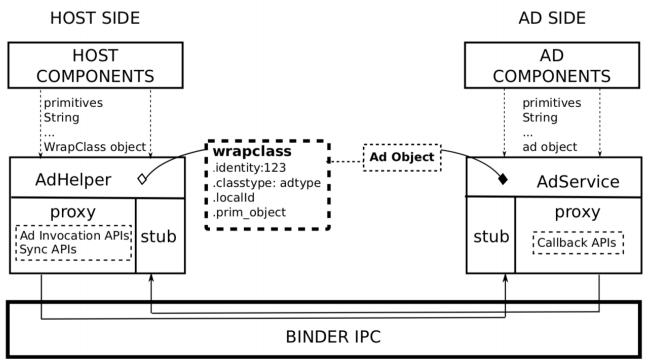 HOST SIDE
AD SIDE
HOST
COMPONENTS
AD
COMPONENTS
primitives
String
...
WrapClass object
primitives
String
...
ad object
wrapclass
.identity:123
.classtype: adtype
.localId
.prim_object
Ad Object
AdHelper
AdService
proxy
Ad Invocation APIs
Sync APIs
stub
stub
proxy
Callback APIs
BINDER IPC